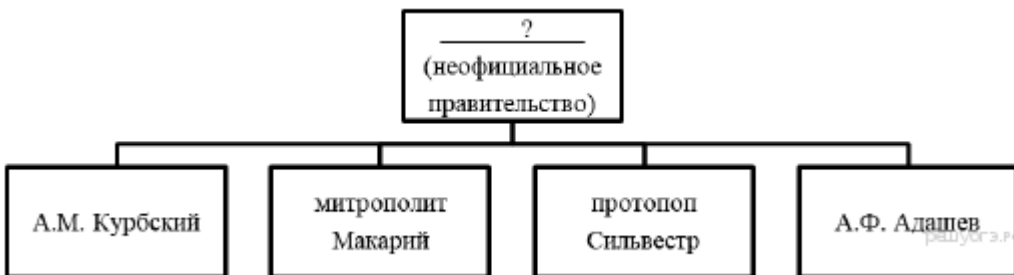 ?
(неофициальное
правительство)
А.М. Курбский
митрополит
Макарий
протопоп
Сильвестр
А.Ф. Адашев